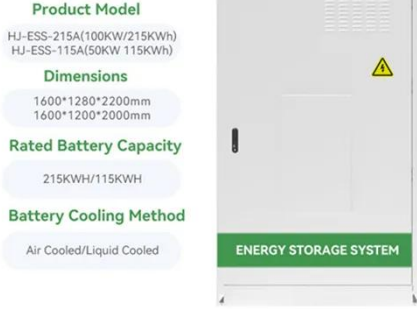 Product Model
HJ-ESS-215A(100KW/215KWh)
HJ-ESS-115A(50KW 115KWh)
Dimensions
1600*1280*2200mm
1600*1200*2000mm
Rated Battery Capacity
215KWH/115KWH
Battery Cooling Method
Air Cooled/Liquid Cooled
ENERGY STORAGE SYSTEM